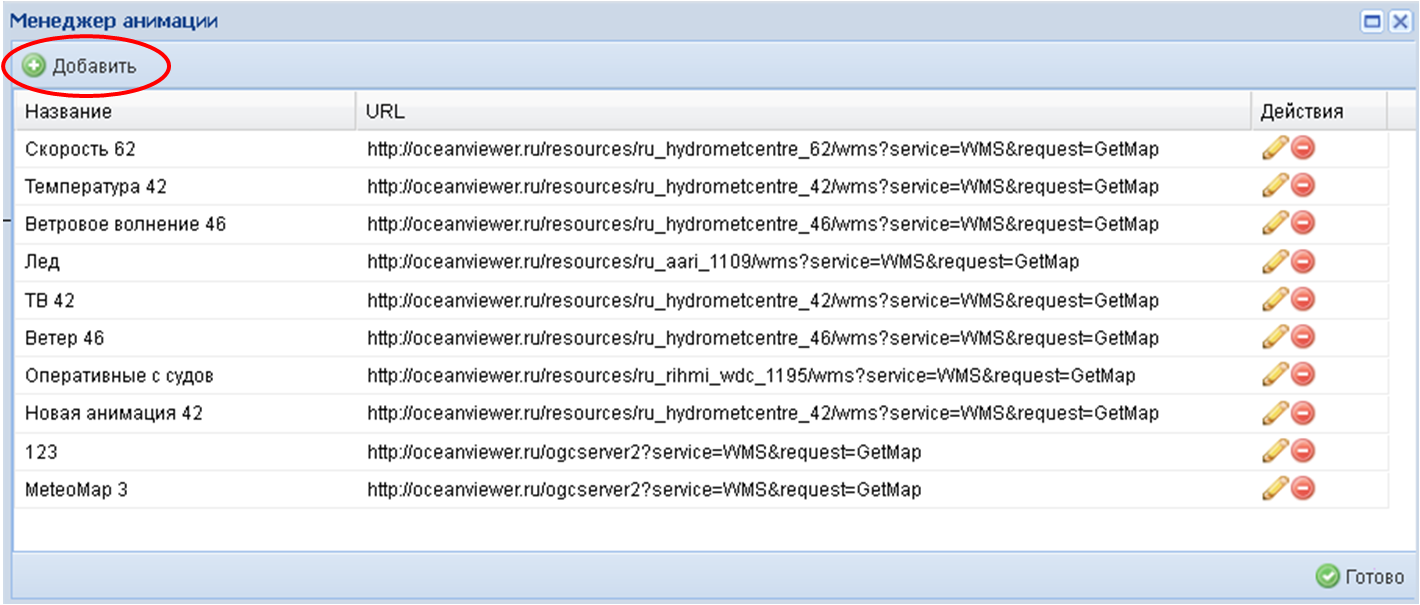 Менеджер анимации
Добавить
Название URL Действия
Скорость 62 http://oceanviewer.ru/resources/ru_hydrometcentre_62/wms?service=WMS&request=GetMap
Температура 42 http://oceanviewer.ru/resources/ru_hydrometcentre_42/wms?service=WMS&request=GetMap
Ветровое волнение 46 http://oceanviewer.ru/resources/ru_hydrometcentre_46/wms?service=WMS&request=GetMap
Лед http://oceanviewer.ru/resources/ru_aari_1109/wms?service=WMS&request=GetMap
ТВ 42 http://oceanviewer.ru/resources/ru_hydrometcentre_42/wms?service=WMS&request=GetMap
Ветер 46 http://oceanviewer.ru/resources/ru_hydrometcentre_46/wms?service=WMS&request=GetMap
Оперативные с судов http://oceanviewer.ru/resources/ru_rihmi_wdc_1195/wms?service=WMS&request=GetMap
Новая анимация 42 http://oceanviewer.ru/resources/ru_hydrometcentre_42/wms?service=WMS&request=GetMap
123 http://oceanviewer.ru/ogcserver2?service=WMS&request=GetMap
MeteoMap 3 http://oceanviewer.ru/ogcserver2?service=WMS&request=GetMap
Готово